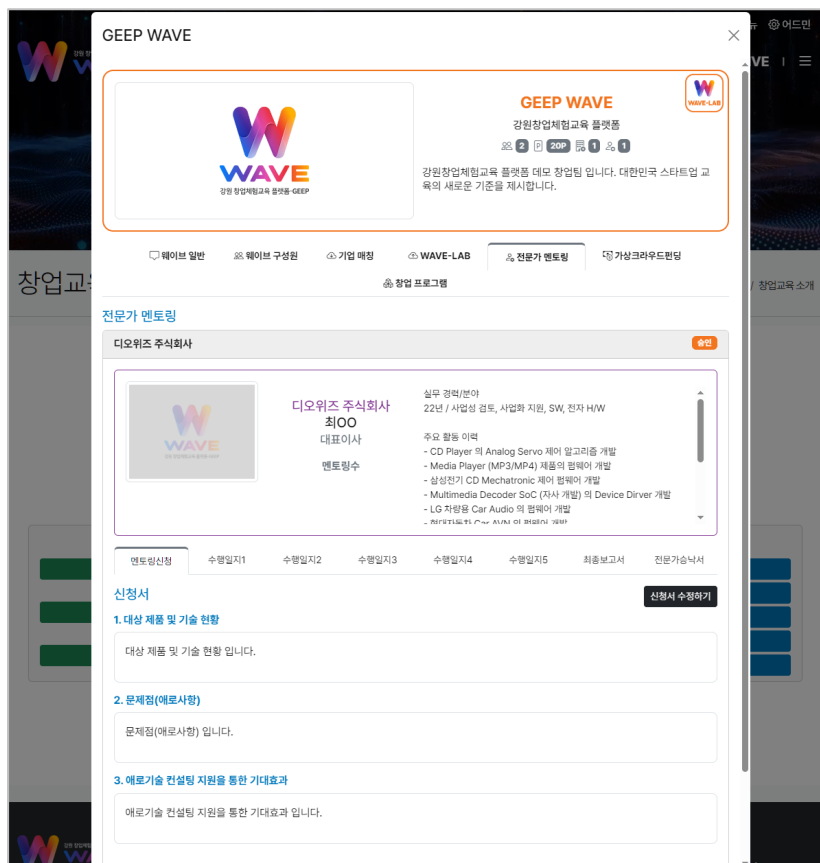 GEEP WAVE
어드민
VE
WAVE
강원 창업체험교육 플랫폼-GEEP
WAVE-LAB
GEEP WAVE
강원창업체험교육 플랫폼
2 P 20P 1 1
강원창업체험교육 플랫폼 데모 창업팀 입니다. 대한민국 스타트업 교
육의 새로운 기준을 제시합니다.
웨이브 일반 웨이브 구성원 기업 매칭 WAVE-LAB 전문가 멘토링 가상크라우드펀딩
창업 프로그램
창업교육
/ 창업교육 소개
전문가 멘토링
디오위즈 주식회사 승인
WAVE
디오위즈 주식회사
최OO
대표이사
멘토링수
실무 경력/분야
22년 / 사업성 검토, 사업화 지원, SW, 전자 H/W
주요 활동 이력
- CD Player 의 Analog Servo 제어 알고리즘 개발
- Media Player (MP3/MP4) 제품의 펌웨어 개발
- 삼성전기 CD Mechatronic 제어 펌웨어 개발
- Multimedia Decoder SoC (자사 개발) 의 Device Dirver 개발
- LG 차량용 Car Audio 의 펌웨어 개발
- 현대자동차 Car AVN 의 펌웨어 개발
멘토링신청 수행일지1 수행일지2 수행일지3 수행일지4 수행일지5 최종보고서 전문가승낙서
신청서 신청서 수정하기
1. 대상 제품 및 기술 현황
대상 제품 및 기술 현황 입니다.
2. 문제점(애로사항)
문제점(애로사항) 입니다.
3. 애로기술 컨설팅 지원을 통한 기대효과
애로기술 컨설팅 지원을 통한 기대효과 입니다.